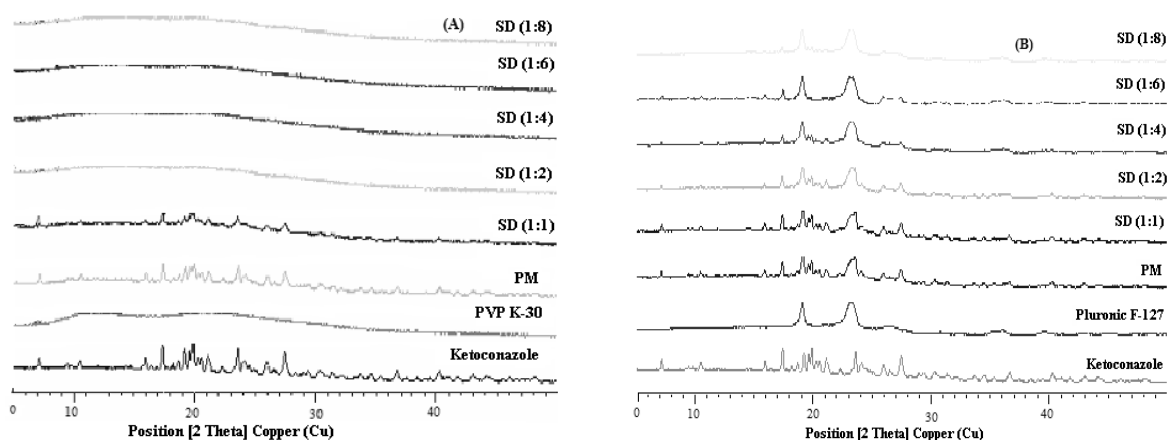 (A)
SD (1:8)
SD (1:6)
SD (1:4)
SD (1:2)
SD (1:1)
PM
PVP K-30
Ketoconazole
0 20 30 40
Position [2 Theta] Copper (Cu)
(B)
SD (1:8)
SD (1:6)
SD (1:4)
SD (1:2)
SD (1:1)
PM
Pluronic F-127
Ketoconazole
0 10 20 30 40
Position [2 Theta] Copper (Cu)